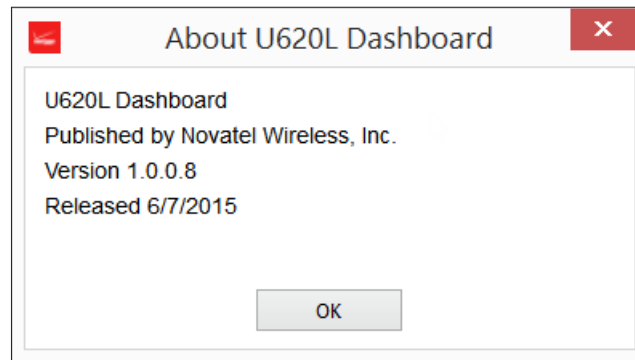 About U620L Dashboard
U620L Dashboard
Published by Novatel Wireless, Inc.
Version 1.0.0.8
Released 6/7/2015
OK